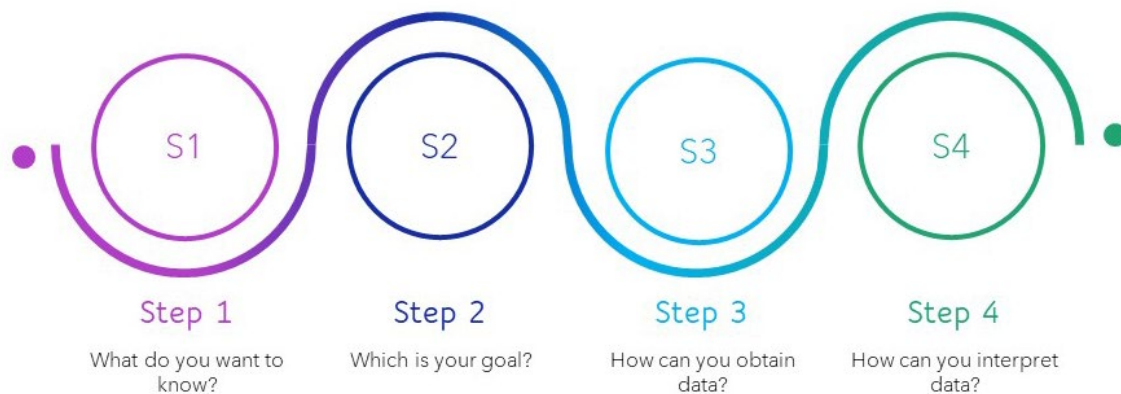 S1
S2
S3
S4
Step 1
Step 2
Step 3
Step 4
What do you want to
know?
Which is your goal?
How can you obtain
data?
How can you interpret
data?